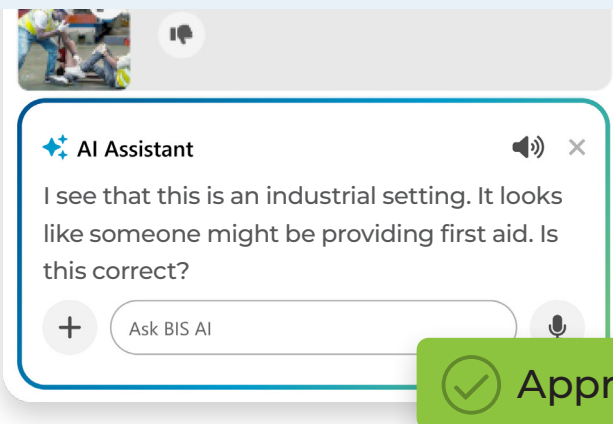 AI Assistant
I see that this is an industrial setting. It looks
like someone might be providing first aid. Is
this correct?
Ask BIS AI